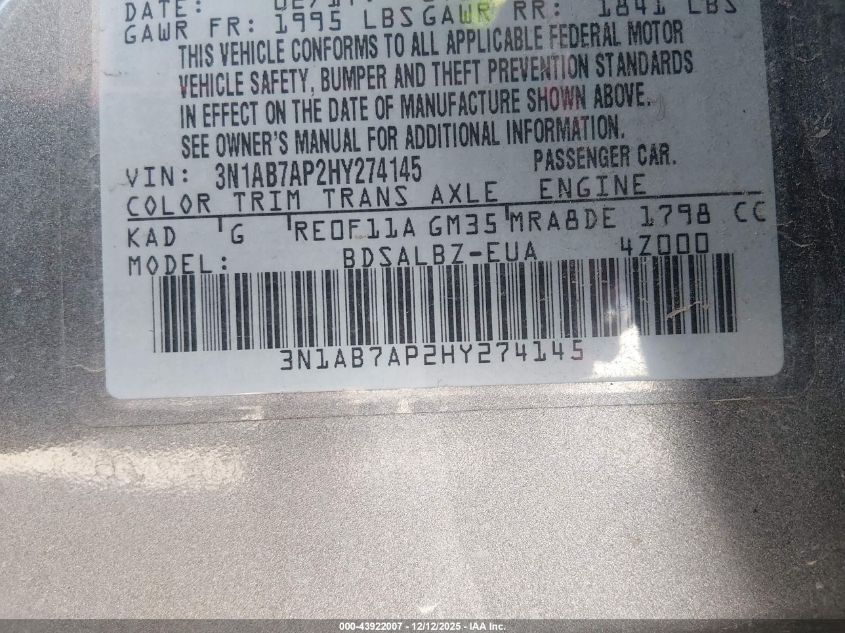 DATE:
GAWR FR: 1995 LBS GAWR RR: 1841 LBS
THIS VEHICLE CONFORMS TO ALL APPLICABLE FEDERAL MOTOR
VEHICLE SAFETY, BUMPER AND THEFT PREVENTION STANDARDS
IN EFFECT ON THE DATE OF MANUFACTURE SHOWN ABOVE.
SEE OWNER'S MANUAL FOR ADDITIONAL INFORMATION.
VIN: 3N1AB7AP2HY274145 PASSENGER CAR.
COLOR TRIM TRANS AXLE ENGINE
KAD G RE0F11A GM35 MRA8DE 1798 CC
MODEL: BDSALBZ-EUA 4Z000
3N1AB7AP2HY274145
000-43922007 - 12/12/2025 - IAA Inc.